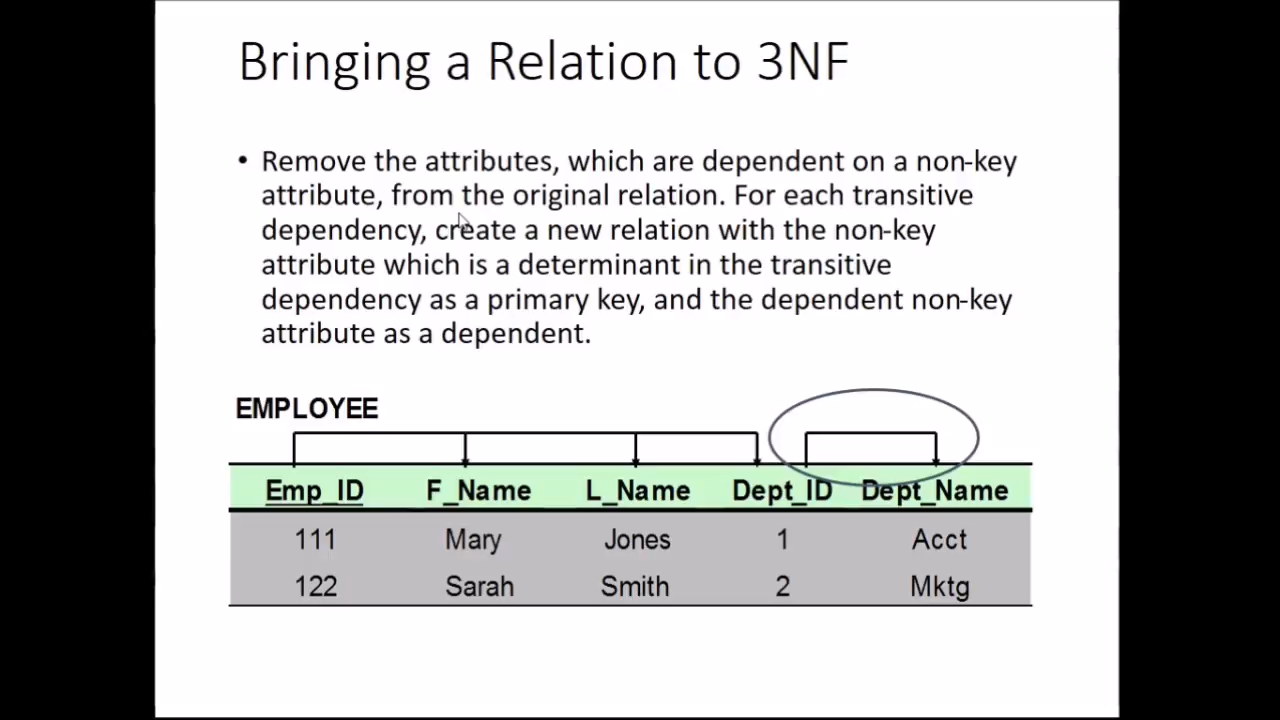 Bringing a Relation to 3NF
• Remove the attributes, which are dependent on a non-key
attribute, from the original relation. For each transitive
dependency, create a new relation with the non-key
attribute which is a determinant in the transitive
dependency as a primary key, and the dependent non-key
attribute as a dependent.
EMPLOYEE
Emp_ID F_Name L_Name Dept_ID Dept_Name
111 Mary Jones 1 Acct
122 Sarah Smith 2 Mktg